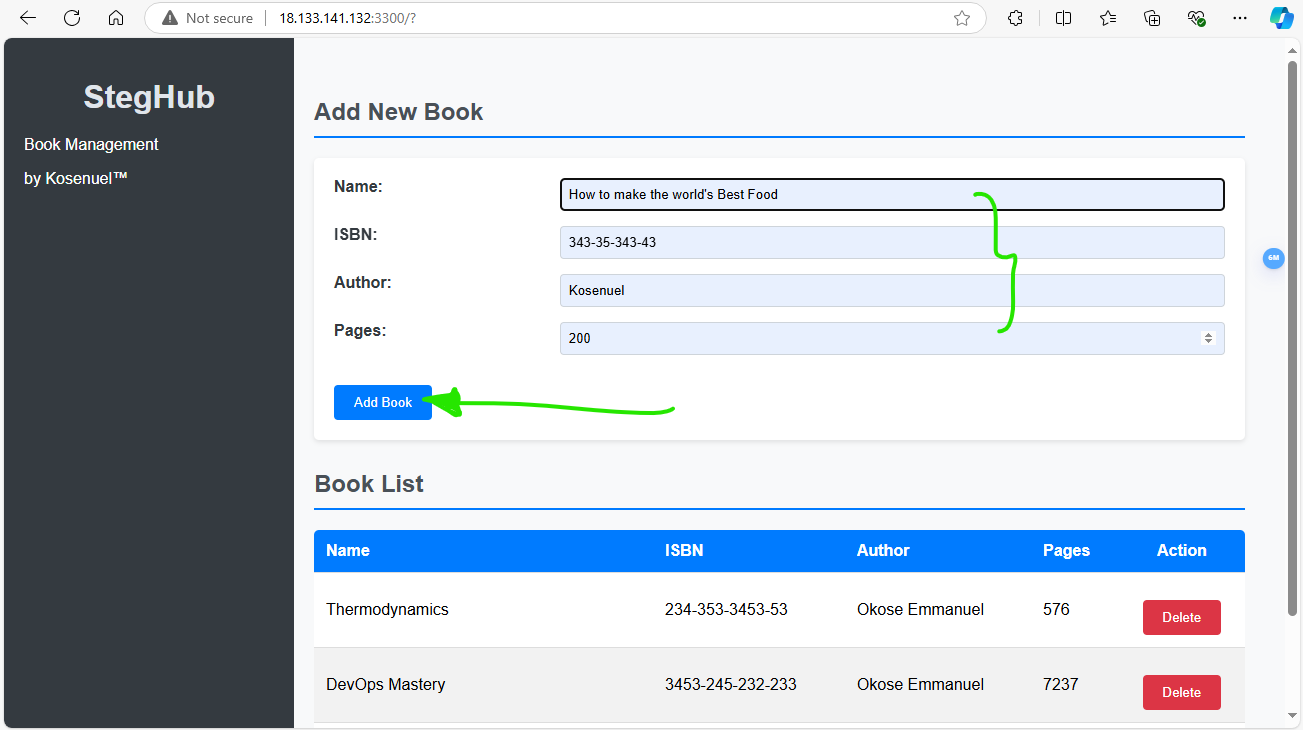 Not secure 18.133.141.132:3300/?
StegHub
Book Management
by Kosenuel™
Add New Book
Name: How to make the world's Best Food
ISBN: 343-35-343-43
Author: Kosenuel
Pages: 200
Add Book
Book List
Name ISBN Author Pages Action
Thermodynamics 234-353-3453-53 Okose Emmanuel 576 Delete
DevOps Mastery 3453-245-232-233 Okose Emmanuel 7237 Delete
6M